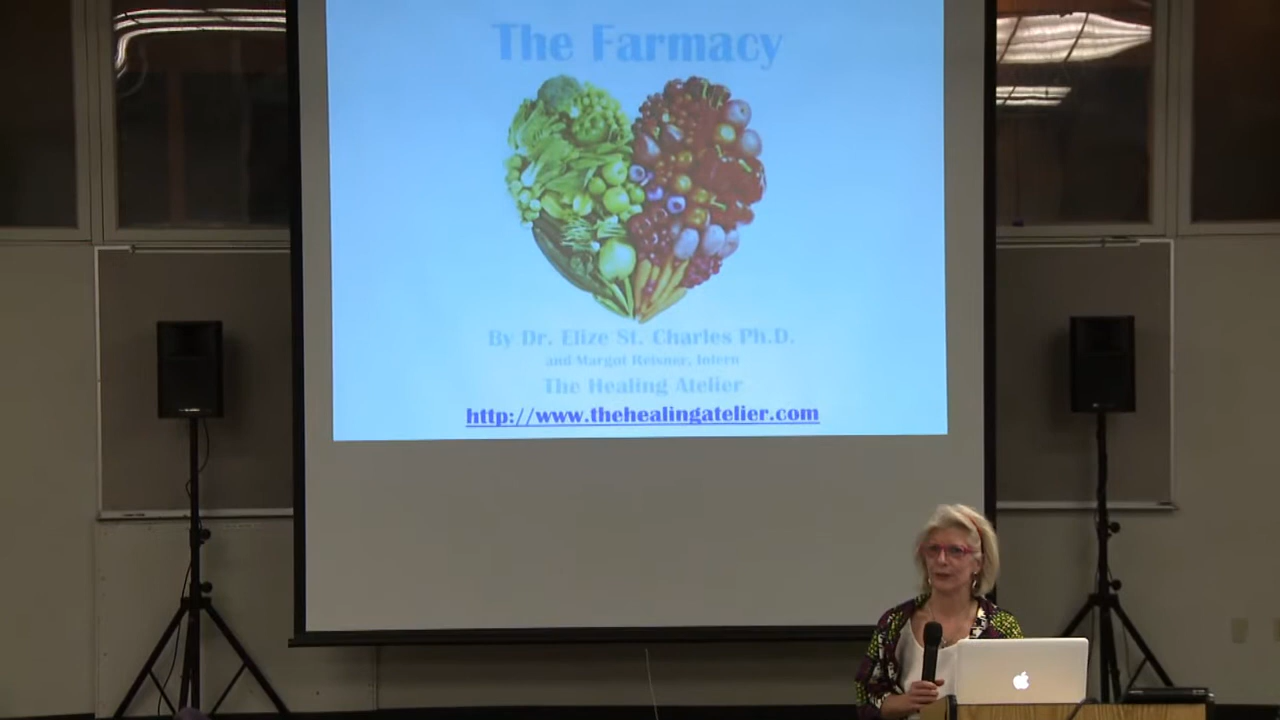 The Farmacy
By Dr. Elize St. Charles Ph.D.
and Margot Reisner, Intern
The Healing Atelier
http://www.thehealingatelier.com